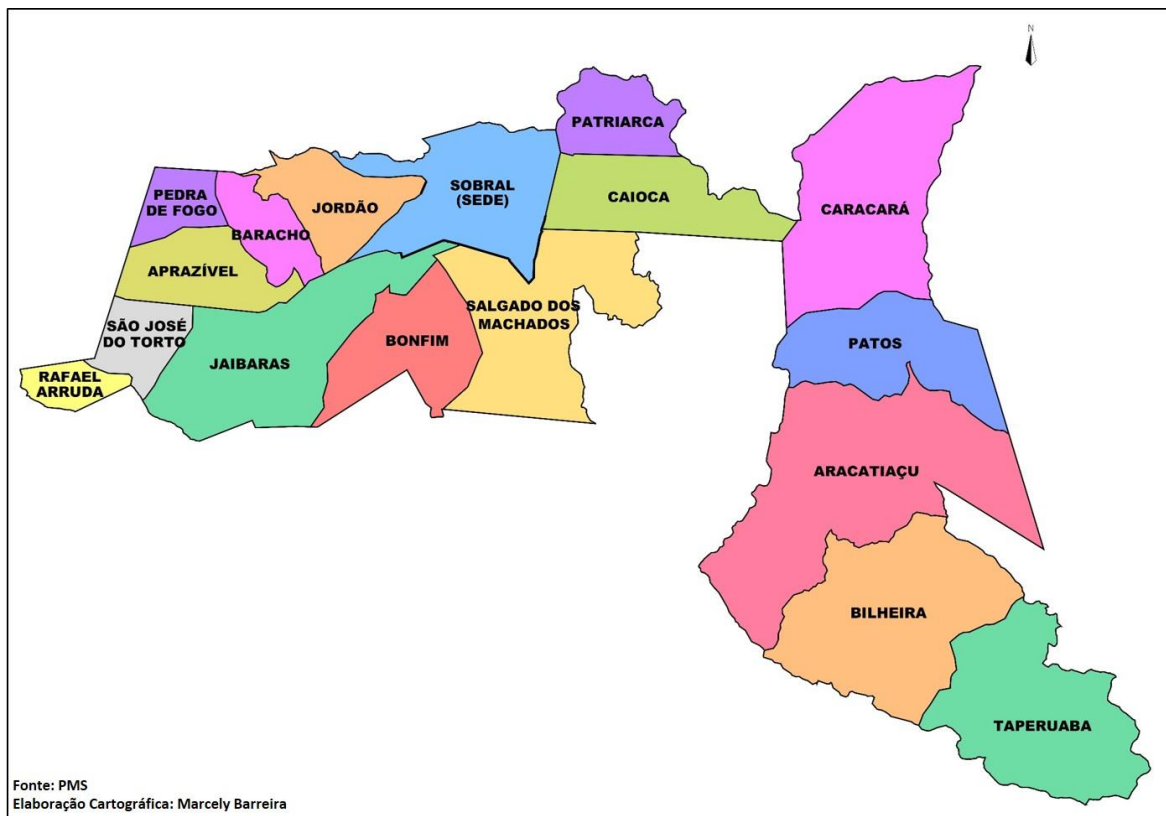 N
PATRIARCA
SOBRAL
(SEDE)
CAIOCA
CARACARÁ
PEDRA
DE FOGO
JORDÃO
BARACHO
APRAZÍVEL
SALGADO DOS
MACHADOS
SÃO JOSÉ
DO TORTO
BONFIM
PATOS
JAIBARAS
RAFAEL
ARRUDA
ARACATIAÇU
BILHEIRA
TAPERUABA
Fonte: PMS
Elaboração Cartográfica: Marcely Barreira